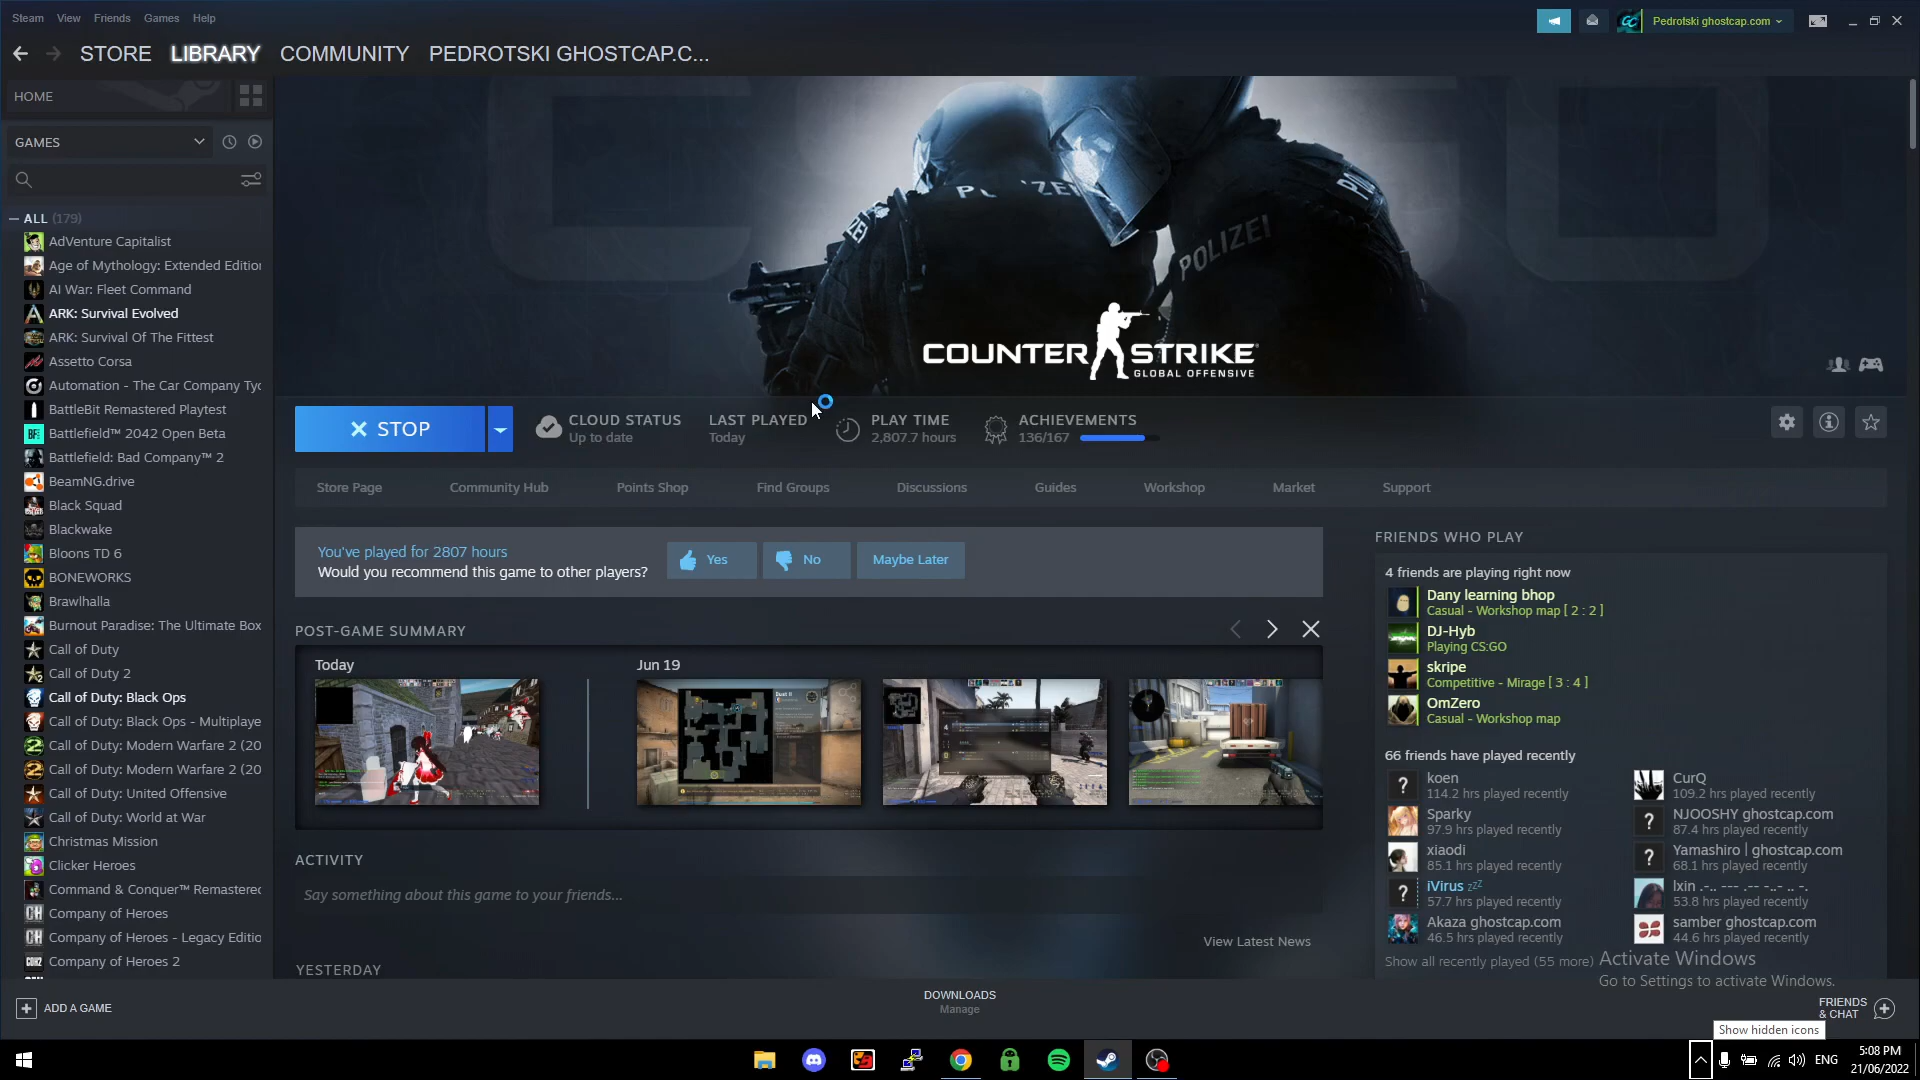 Steam View Friends Games Help
Pedrotski ghostcap.com
STORE LIBRARY COMMUNITY PEDROTSKI GHOSTCAP.C...
HOME
GAMES
ALL (179)
AdVenture Capitalist
Age of Mythology: Extended Edition
AI War: Fleet Command
ARK: Survival Evolved
ARK: Survival Of The Fittest
Assetto Corsa
Automation - The Car Company Tyc
BattleBit Remastered Playtest
Battlefield™ 2042 Open Beta
Battlefield: Bad Company™ 2
BeamNG.drive
Black Squad
Blackwake
Bloons TD 6
BONEWORKS
Brawlhalla
Burnout Paradise: The Ultimate Box
Call of Duty
Call of Duty 2
Call of Duty: Black Ops
Call of Duty: Black Ops - Multiplaye
Call of Duty: Modern Warfare 2 (20
Call of Duty: Modern Warfare 2 (20
Call of Duty: United Offensive
Call of Duty: World at War
Christmas Mission
Clicker Heroes
Command & Conquer™ Remastered
Company of Heroes
Company of Heroes - Legacy Editio
Company of Heroes 2
ADD A GAME
POLIZEI
COUNTER STRIKE
GLOBAL OFFENSIVE
STOP
CLOUD STATUS
Up to date
LAST PLAYED
Today
PLAY TIME
2,807.7 hours
ACHIEVEMENTS
136/167
Store Page Community Hub Points Shop Find Groups Discussions Guides Workshop Market Support
You've played for 2807 hours
Would you recommend this game to other players?
Yes No Maybe Later
POST-GAME SUMMARY
Today
Jun 19
ACTIVITY
Say something about this game to your friends...
View Latest News
YESTERDAY
FRIENDS WHO PLAY
4 friends are playing right now
Dany learning bhop
Casual - Workshop map [ 2 : 2 ]
DJ-Hyb
Playing CS:GO
skripe
Competitive - Mirage [ 3 : 4 ]
OmZero
Casual - Workshop map
66 friends have played recently
koen
114.2 hrs played recently
CurQ
109.2 hrs played recently
Sparky
97.9 hrs played recently
NJOOSHY ghostcap.com
87.4 hrs played recently
xiaodi
85.1 hrs played recently
Yamashiro | ghostcap.com
68.1 hrs played recently
iVirus zzz
57.7 hrs played recently
lxin .-.. --- .-- -..- .. -.
53.8 hrs played recently
Akaza ghostcap.com
46.5 hrs played recently
samber ghostcap.com
44.6 hrs played recently
Show all recently played (55 more)
Activate Windows
Go to Settings to activate Windows.
DOWNLOADS
Manage
FRIENDS
& CHAT
Show hidden icons
ENG
5:08 PM
21/06/2022